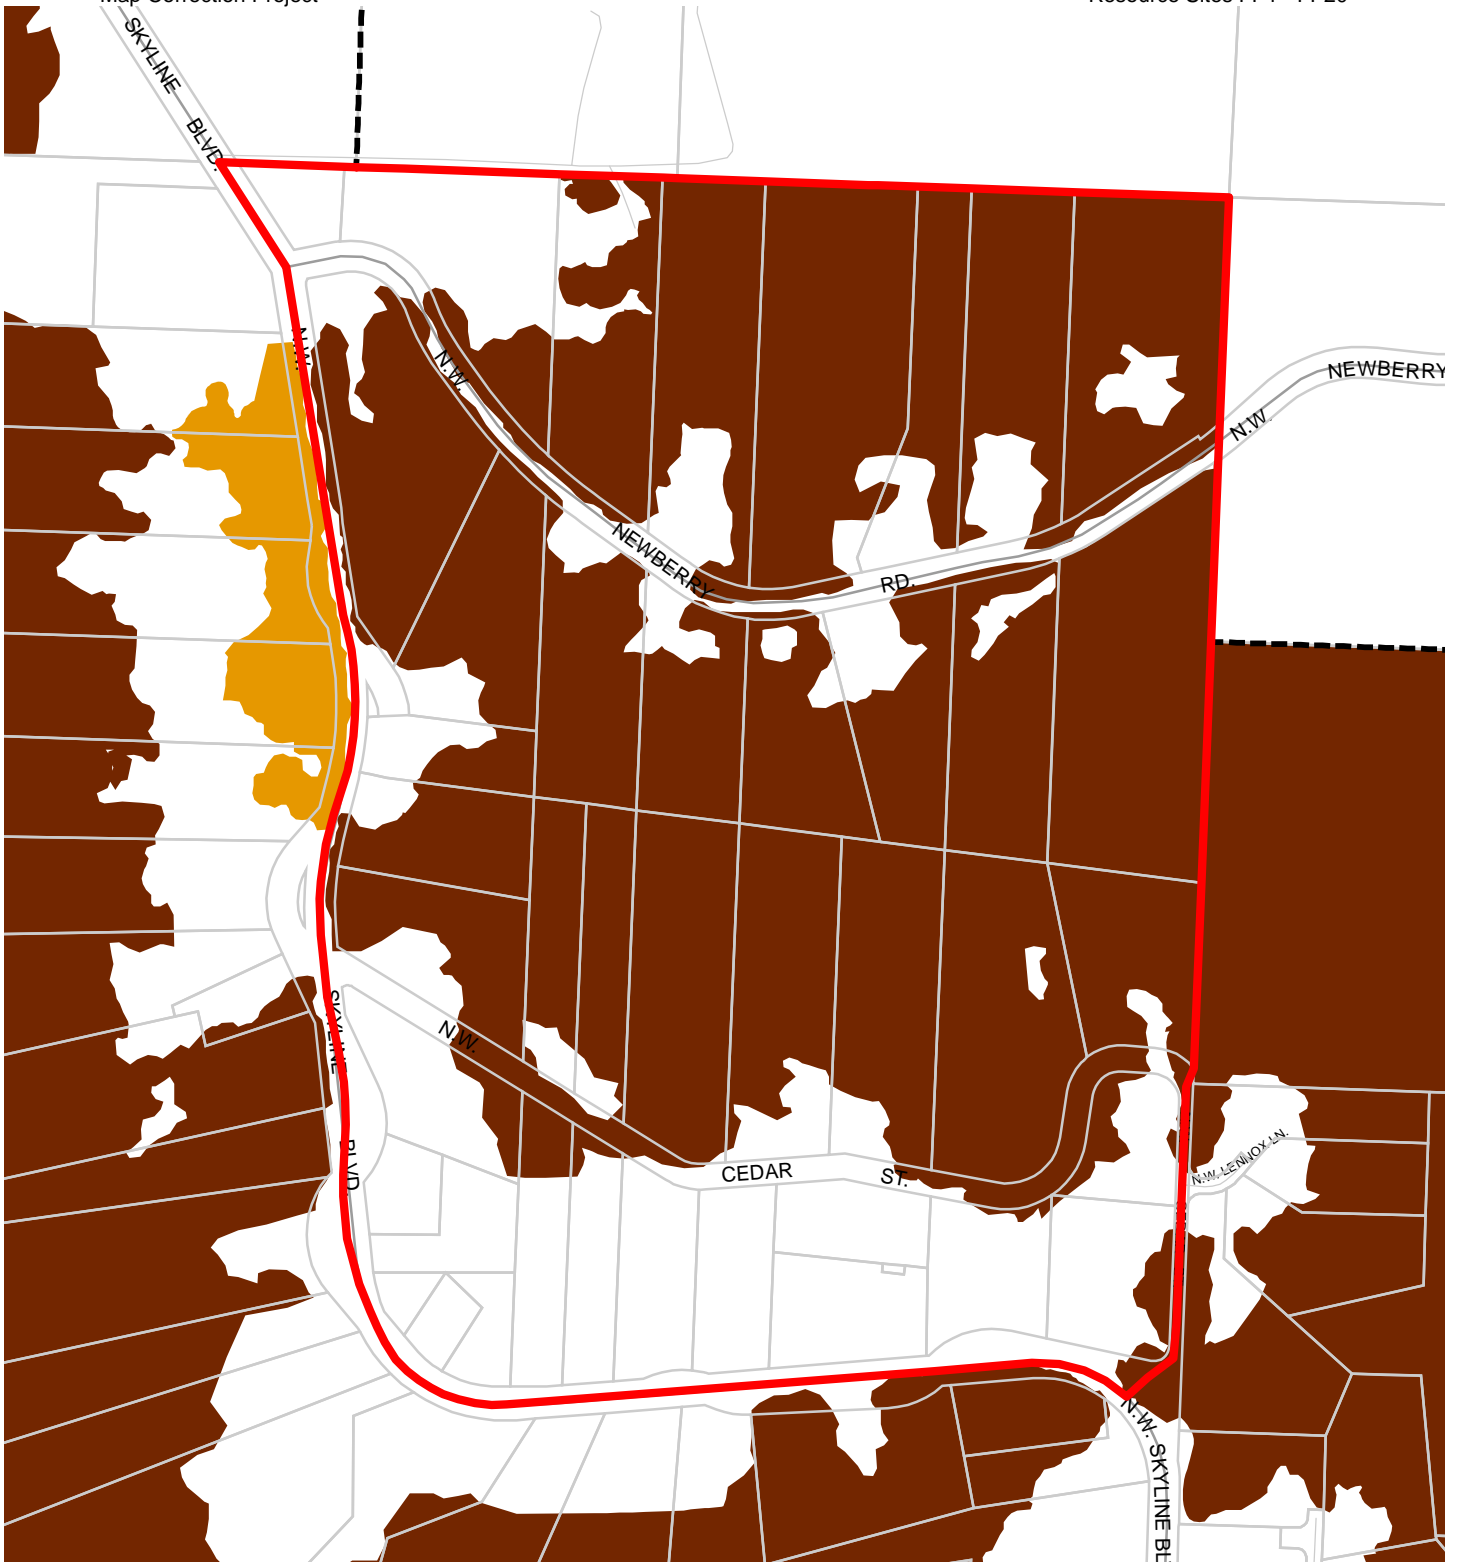 SKYLINE
BLVD.
N.W.
N.W.
NEWBERRY
N.W.
NEWBERRY
RD.
SKYLINE
N.W.
BLVD.
CEDAR
ST.
N.W. LENNOX LN.
N.W. SKYLINE BL